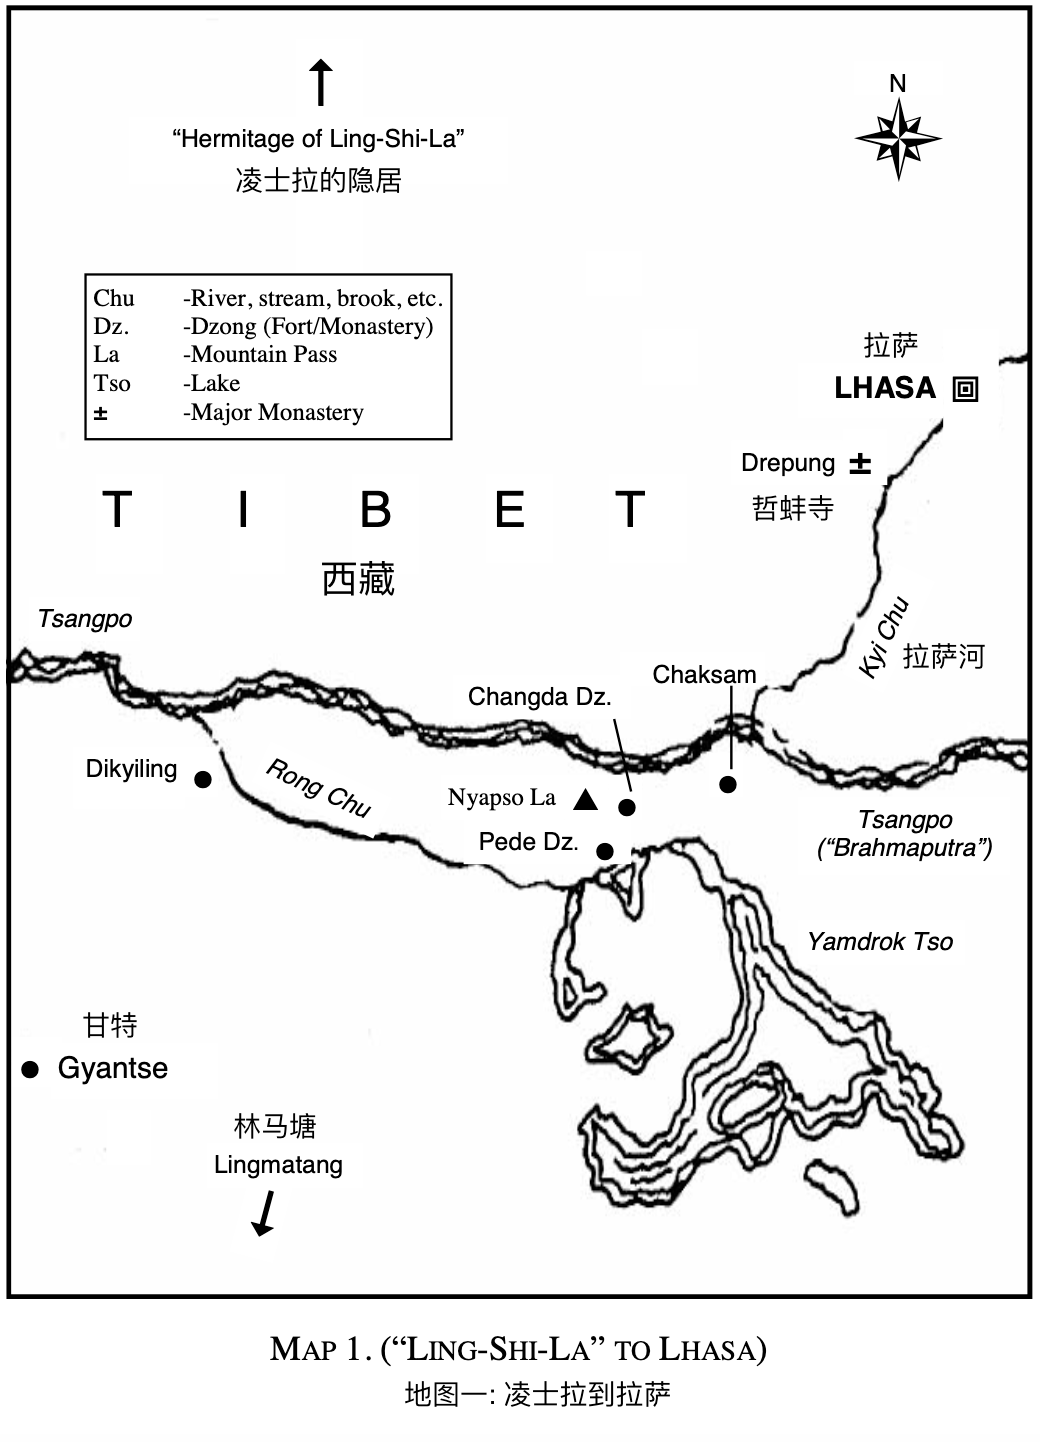 N
“Hermitage of Ling-Shi-La”
凌士拉的隐居
Chu -River, stream, brook, etc.
Dz. -Dzong (Fort/Monastery)
La -Mountain Pass
Tso -Lake
± -Major Monastery
拉萨
LHASA
Drepung ±
哲蚌寺
T I B E T
西藏
Tsangpo
Kyi Chu
拉萨河
Chaksam
Changda Dz.
Dikyiling
Rong Chu
Nyapso La
Pede Dz.
Tsangpo
(“Brahmaputra”)
Yamdrok Tso
甘特
Gyantse
林马塘
Lingmatang
MAP 1. (“LING-SHI-LA” TO LHASA)
地图一: 凌士拉到拉萨